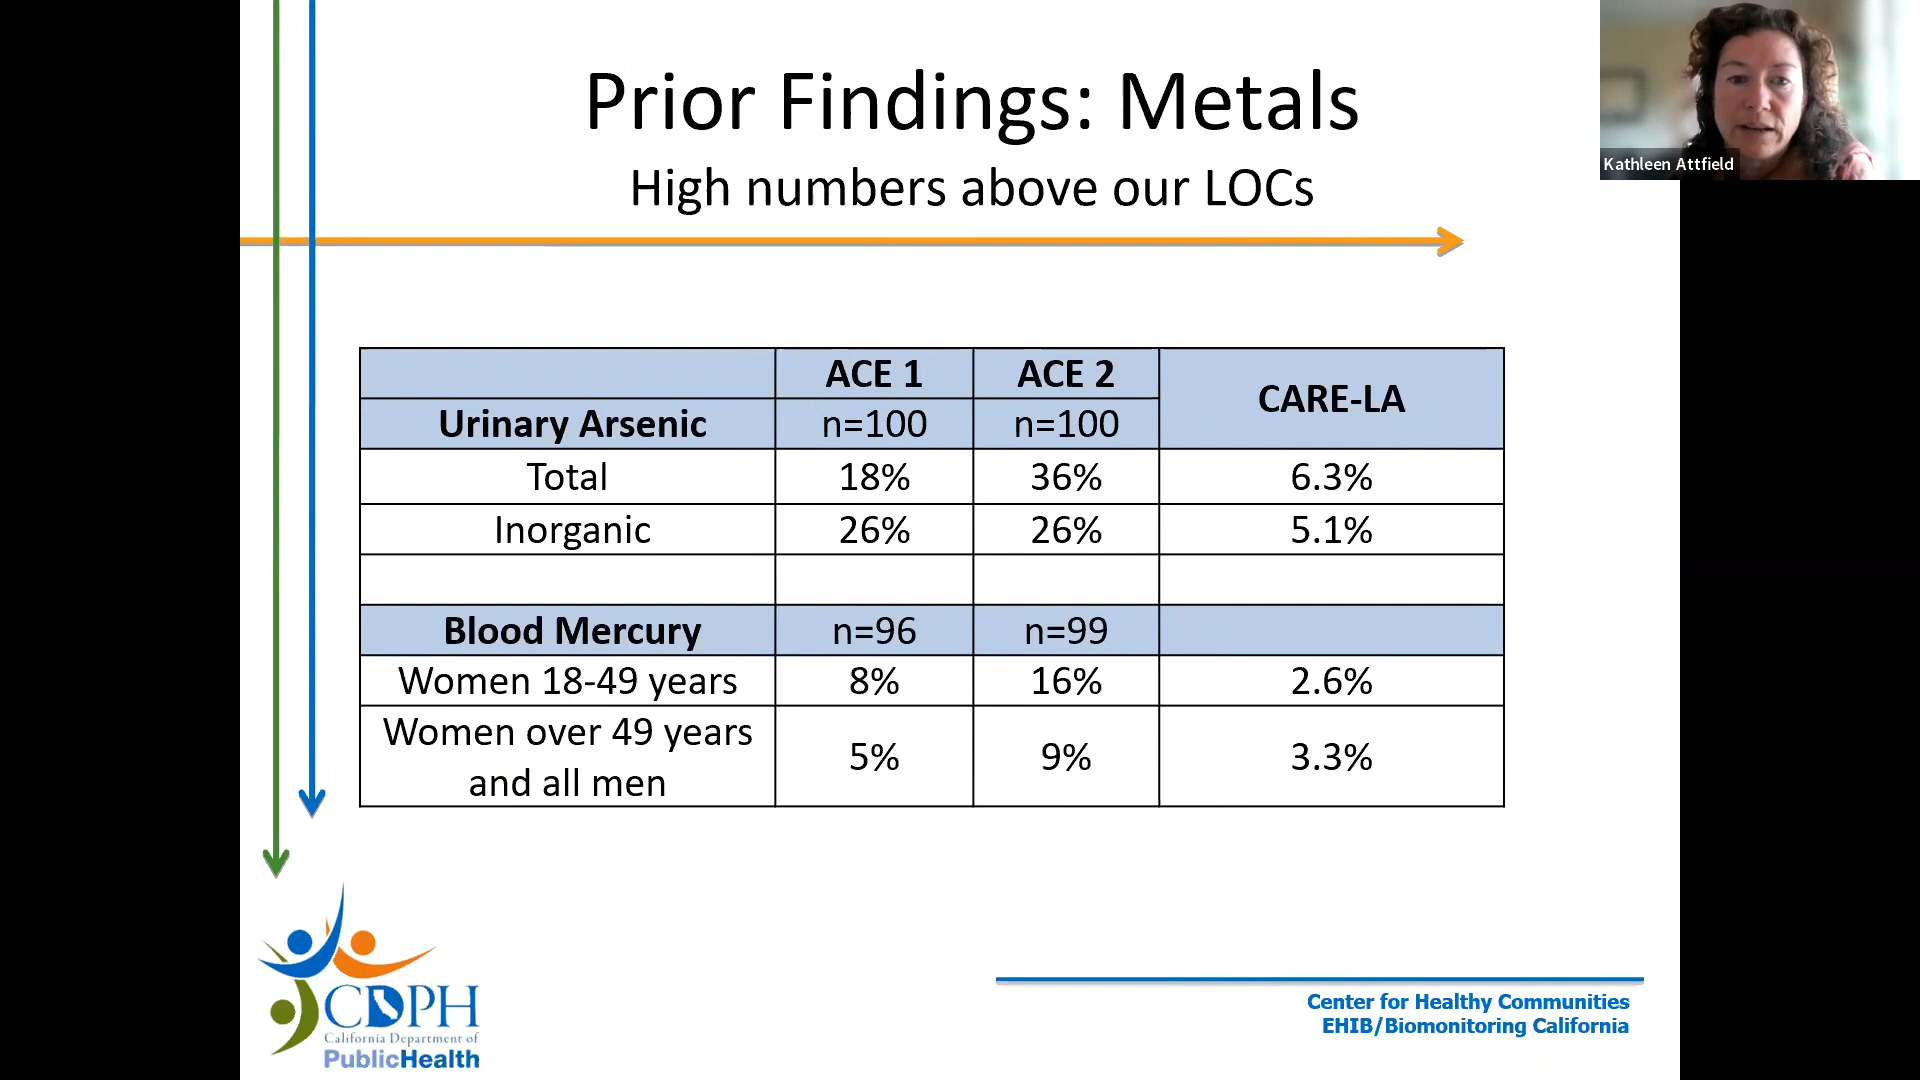 Prior Findings: Metals
High numbers above our LOCs
Kathleen Attfield
ACE 1 ACE 2 CARE-LA
Urinary Arsenic n=100 n=100
Total 18% 36% 6.3%
Inorganic 26% 26% 5.1%
Blood Mercury n=96 n=99
Women 18-49 years 8% 16% 2.6%
Women over 49 years
and all men 5% 9% 3.3%
CDPH
California Department of
PublicHealth
Center for Healthy Communities
EHIB/Biomonitoring California